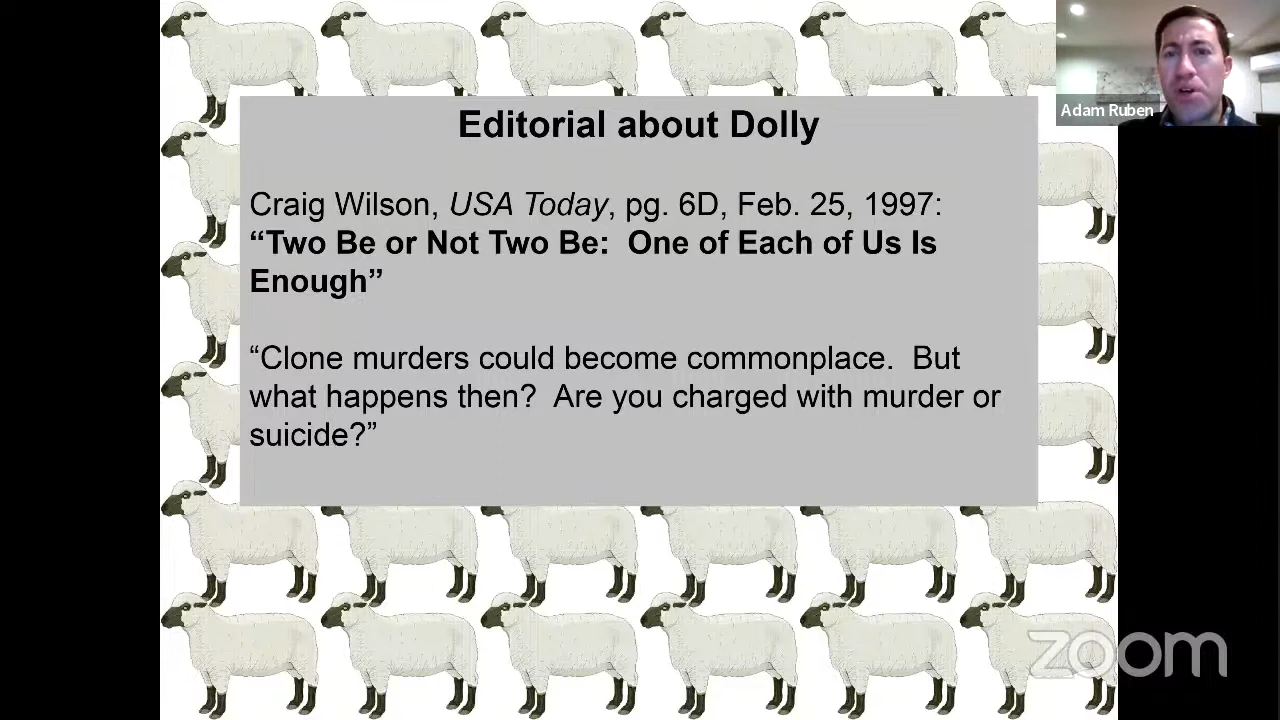 Editorial about Dolly
Adam Ruben
Craig Wilson, USA Today, pg. 6D, Feb. 25, 1997:
“Two Be or Not Two Be:  One of Each of Us Is
Enough”
“Clone murders could become commonplace.  But
what happens then?  Are you charged with murder or
suicide?”
zoom